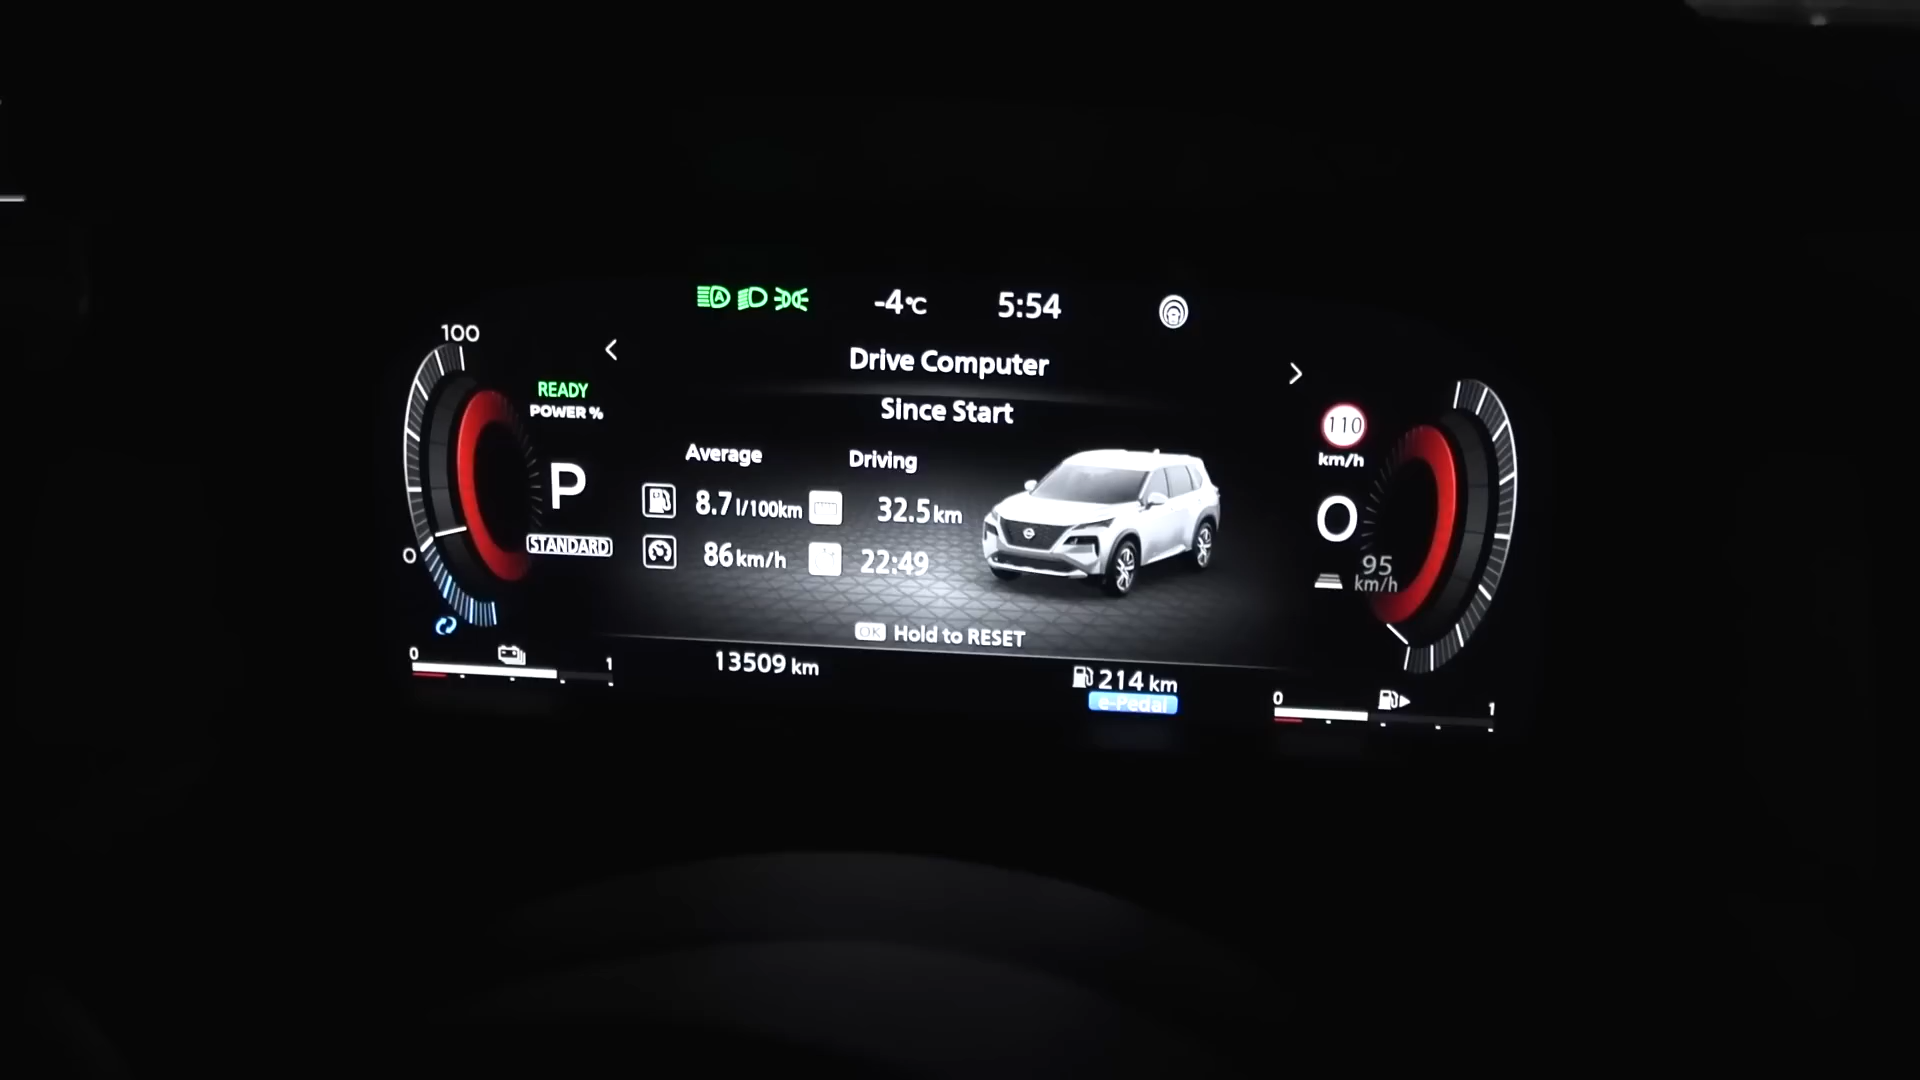 -4°C 5:54
Drive Computer
Since Start
100
READY
POWER %
P
STANDARD
0
Average Driving
8.7 l/100km 32.5 km
86 km/h 22:49
OK Hold to RESET
110
km/h
0
95
km/h
0 1
13509 km
214 km
e-Pedal
0 1